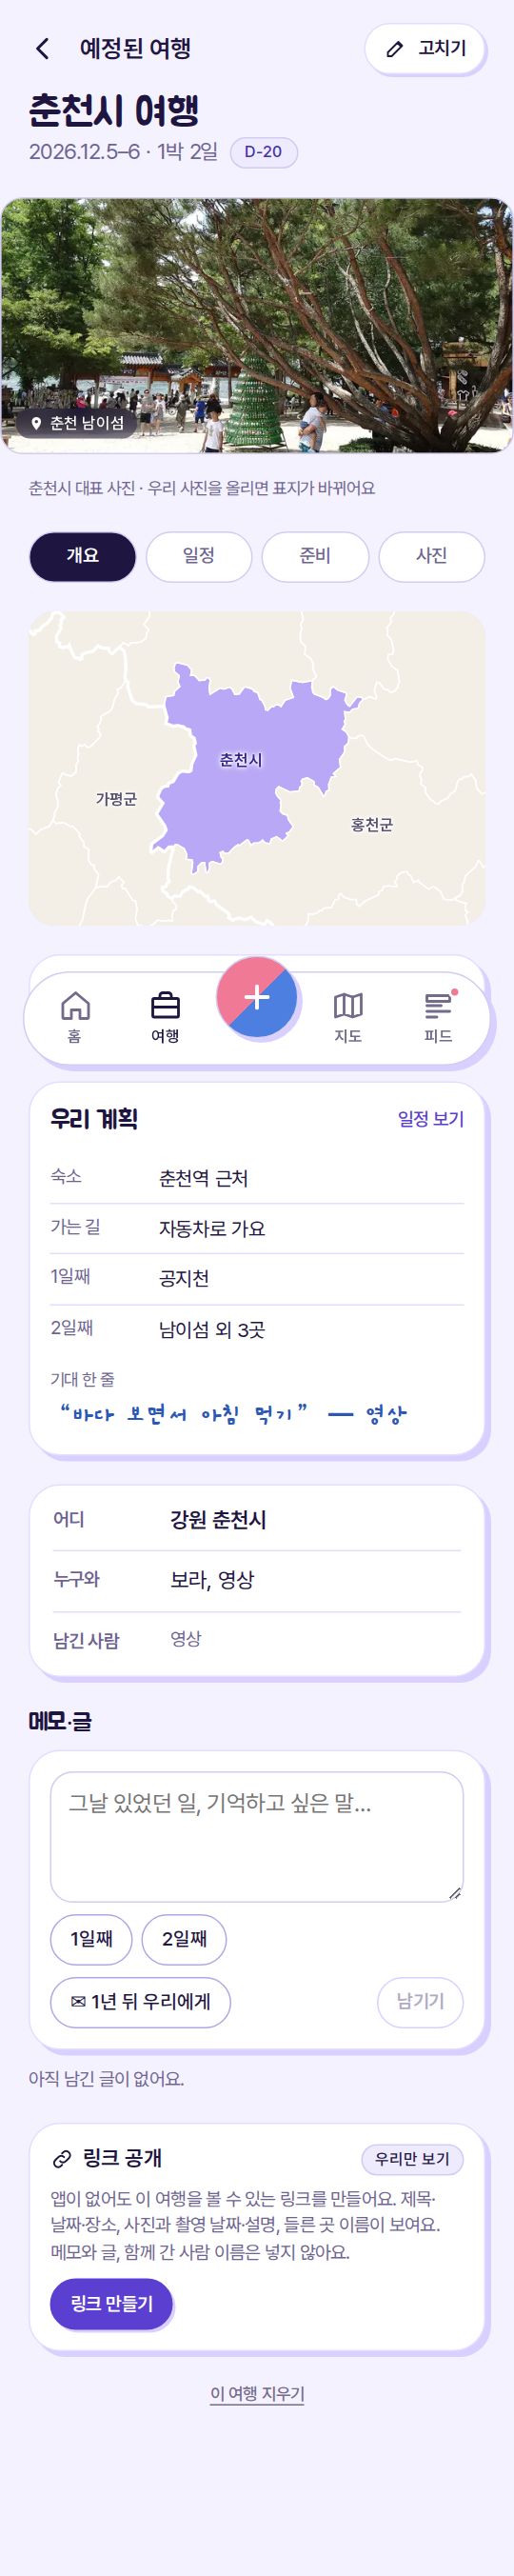 예정된 여행
고치기
춘천시 여행
2026.12.5–6 · 1박 2일
D-20
춘천 남이섬
춘천시 대표 사진 · 우리 사진을 올리면 표지가 바뀌어요
개요
일정
준비
사진
춘천시
가평군
홍천군
홈
여행
지도
피드
우리 계획
일정 보기
숙소
춘천역 근처
가는 길
자동차로 가요
1일째
공지천
2일째
남이섬 외 3곳
기대 한 줄
“바다 보면서 아침 먹기” — 영상
어디
강원 춘천시
누구와
보라, 영상
남긴 사람
영상
메모·글
그날 있었던 일, 기억하고 싶은 말…
1일째
2일째
✉ 1년 뒤 우리에게
남기기
아직 남긴 글이 없어요.
링크 공개
우리만 보기
앱이 없어도 이 여행을 볼 수 있는 링크를 만들어요. 제목·
날짜·장소, 사진과 촬영 날짜·설명, 들른 곳 이름이 보여요.
메모와 글, 함께 간 사람 이름은 넣지 않아요.
링크 만들기
이 여행 지우기